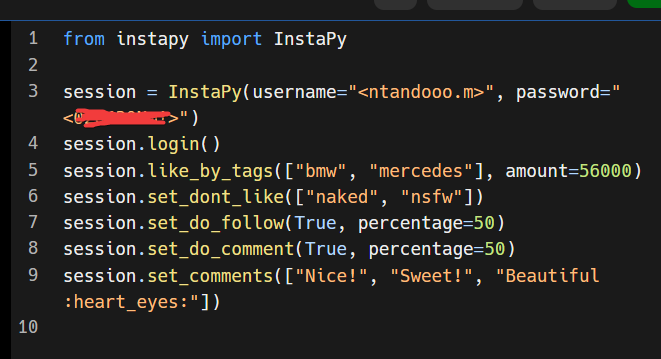 1 from instapy import InstaPy
2
3 session = InstaPy(username="<ntandooo.m>", password="
<>")
4 session.login()
5 session.like_by_tags(["bmw", "mercedes"], amount=56000)
6 session.set_dont_like(["naked", "nsfw"])
7 session.set_do_follow(True, percentage=50)
8 session.set_do_comment(True, percentage=50)
9 session.set_comments(["Nice!", "Sweet!", "Beautiful
:heart_eyes:"])
10